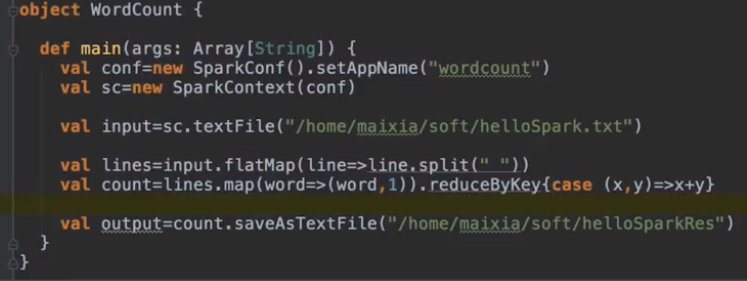 object WordCount {
def main(args: Array[String]) {
val conf=new SparkConf().setAppName("wordcount")
val sc=new SparkContext(conf)
val input=sc.textFile("/home/maixia/soft/helloSpark.txt")
val lines=input.flatMap(line=>line.split(" "))
val count=lines.map(word=>(word,1)).reduceByKey{case (x,y)=>x+y}
val output=count.saveAsTextFile("/home/maixia/soft/helloSparkRes")
}
}